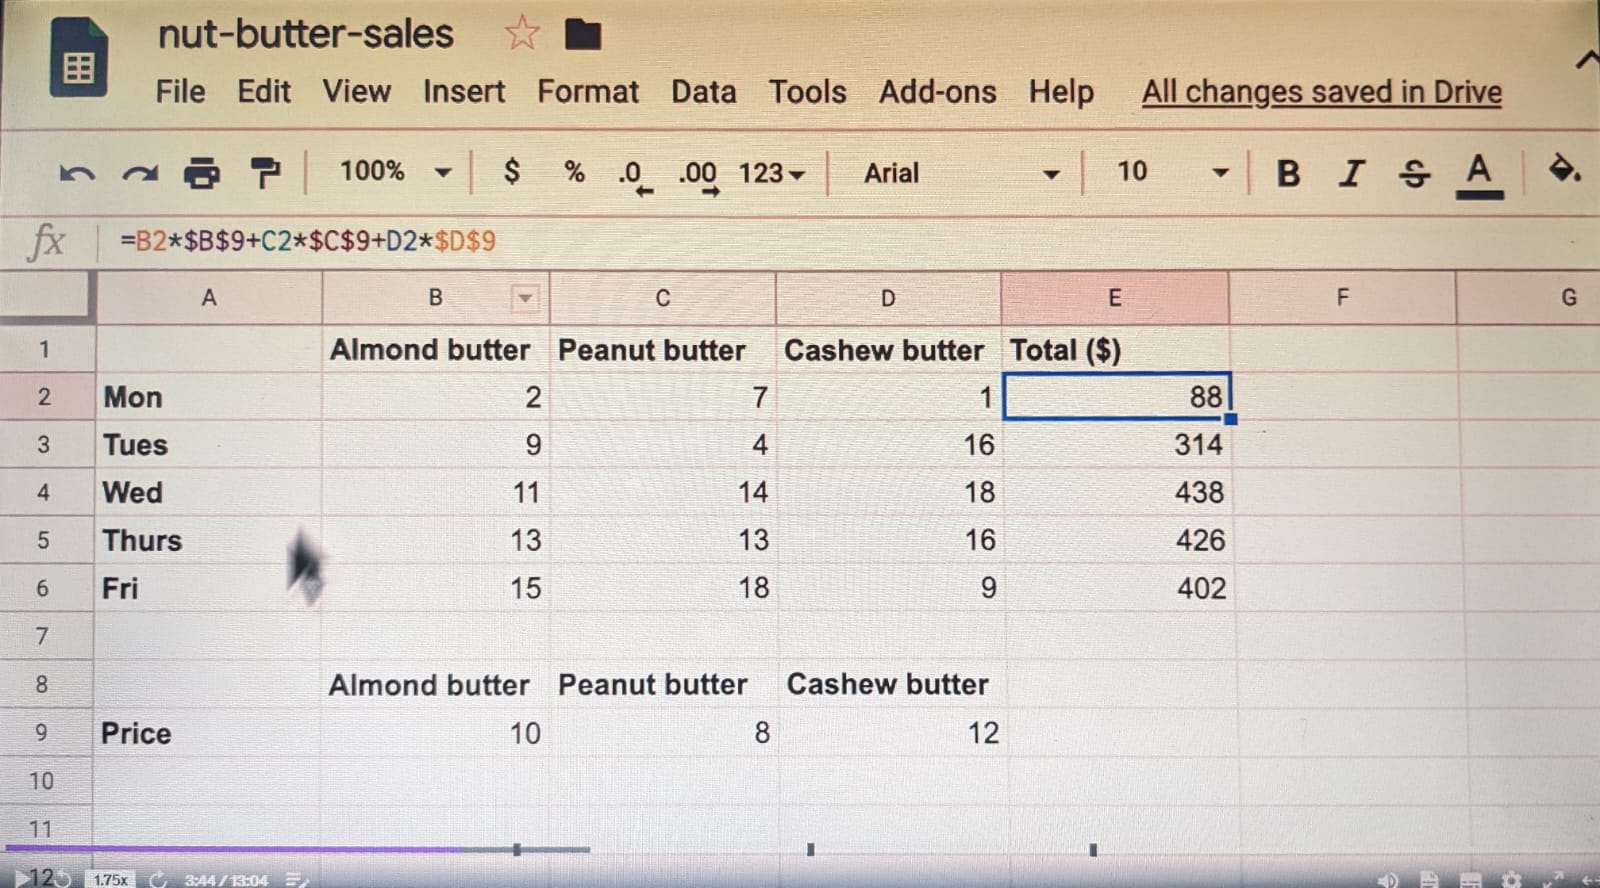 nut-butter-sales
File Edit View Insert Format Data Tools Add-ons Help All changes saved in Drive
100% $ % .0 .00 123 Arial 10 B I S A
fx =B2*$B$9+C2*$C$9+D2*$D$9
A B C D E F G
1 Almond butter Peanut butter Cashew butter Total ($)
2 Mon 2 7 1 88
3 Tues 9 4 16 314
4 Wed 11 14 18 438
5 Thurs 13 13 16 426
6 Fri 15 18 9 402
7
8 Almond butter Peanut butter Cashew butter
9 Price 10 8 12
10
11
12 1.75x 3:44 / 13:04